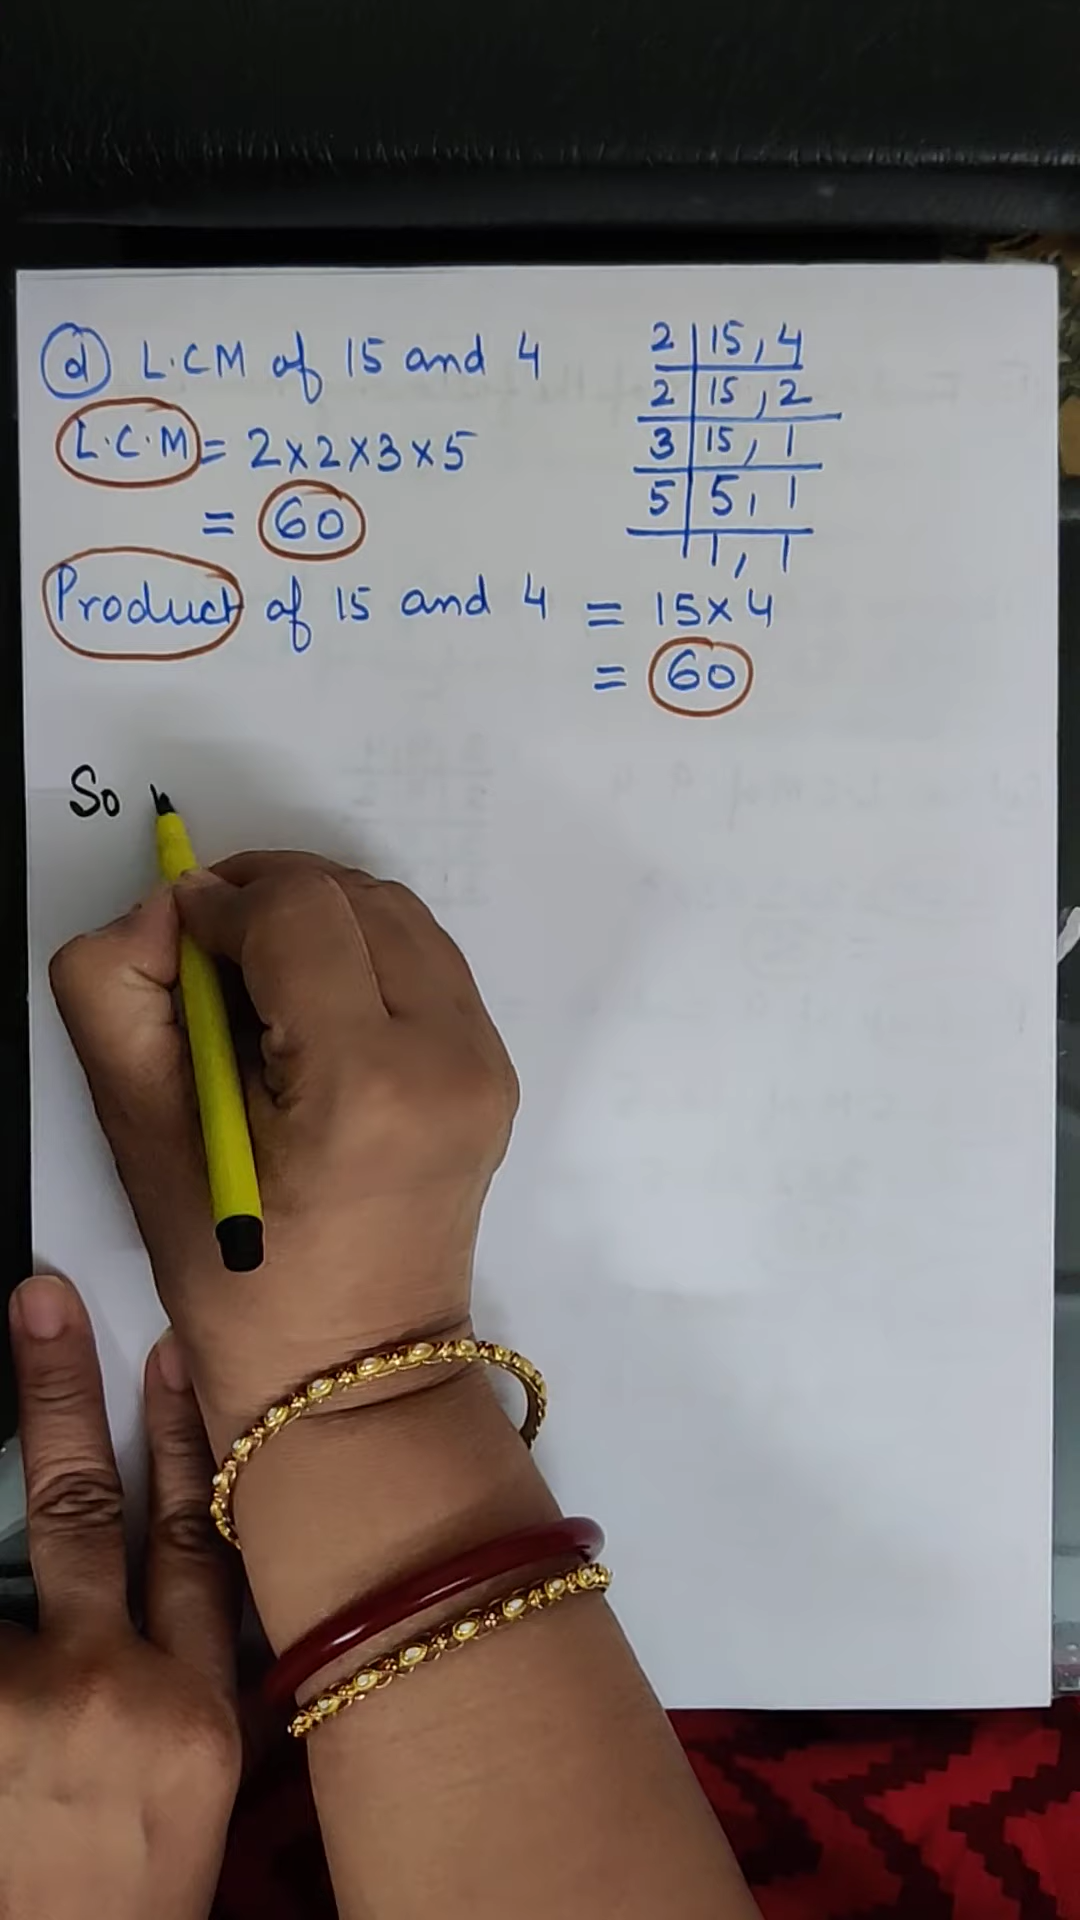 (d) L.C.M of 15 and 4
L.C.M = 2×2×3×5
= 60
Product of 15 and 4 = 15×4
= 60
2 | 15, 4
2 | 15, 2
3 | 15, 1
5 | 5, 1
| 1, 1
So